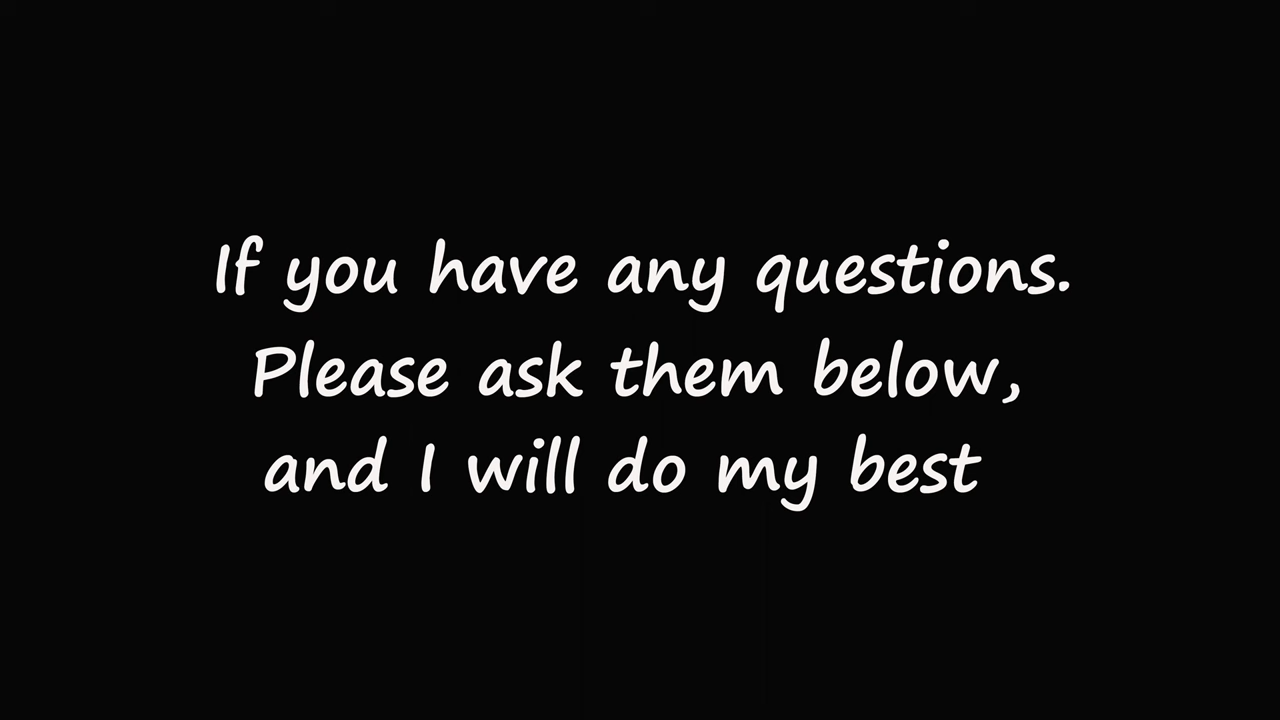 If you have any questions.
Please ask them below,
and I will do my best